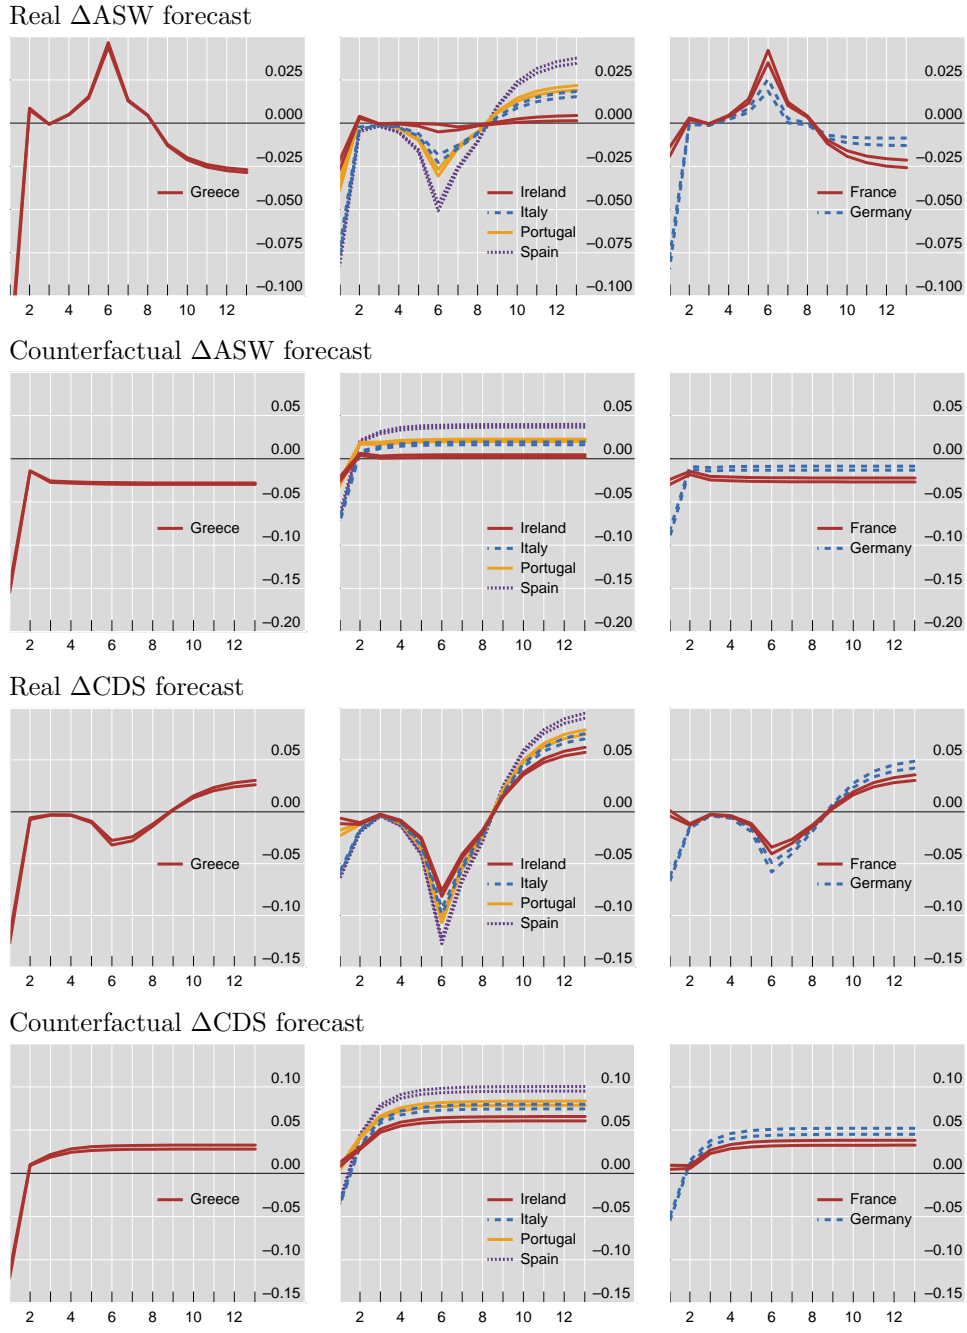 Real ΔASW forecast
0.025
0.000
−0.025
−0.050
−0.075
−0.100
Greece
2 4 6 8 10 12
0.025
0.000
−0.025
−0.050
−0.075
−0.100
Ireland
Italy
Portugal
Spain
2 4 6 8 10 12
0.025
0.000
−0.025
−0.050
−0.075
−0.100
France
Germany
2 4 6 8 10 12
Counterfactual ΔASW forecast
0.05
0.00
−0.05
−0.10
−0.15
−0.20
Greece
2 4 6 8 10 12
0.05
0.00
−0.05
−0.10
−0.15
−0.20
Ireland
Italy
Portugal
Spain
2 4 6 8 10 12
0.05
0.00
−0.05
−0.10
−0.15
−0.20
France
Germany
2 4 6 8 10 12
Real ΔCDS forecast
0.05
0.00
−0.05
−0.10
−0.15
Greece
2 4 6 8 10 12
0.05
0.00
−0.05
−0.10
−0.15
Ireland
Italy
Portugal
Spain
2 4 6 8 10 12
0.05
0.00
−0.05
−0.10
−0.15
France
Germany
2 4 6 8 10 12
Counterfactual ΔCDS forecast
0.10
0.05
0.00
−0.05
−0.10
−0.15
Greece
2 4 6 8 10 12
0.10
0.05
0.00
−0.05
−0.10
−0.15
Ireland
Italy
Portugal
Spain
2 4 6 8 10 12
0.10
0.05
0.00
−0.05
−0.10
−0.15
France
Germany
2 4 6 8 10 12